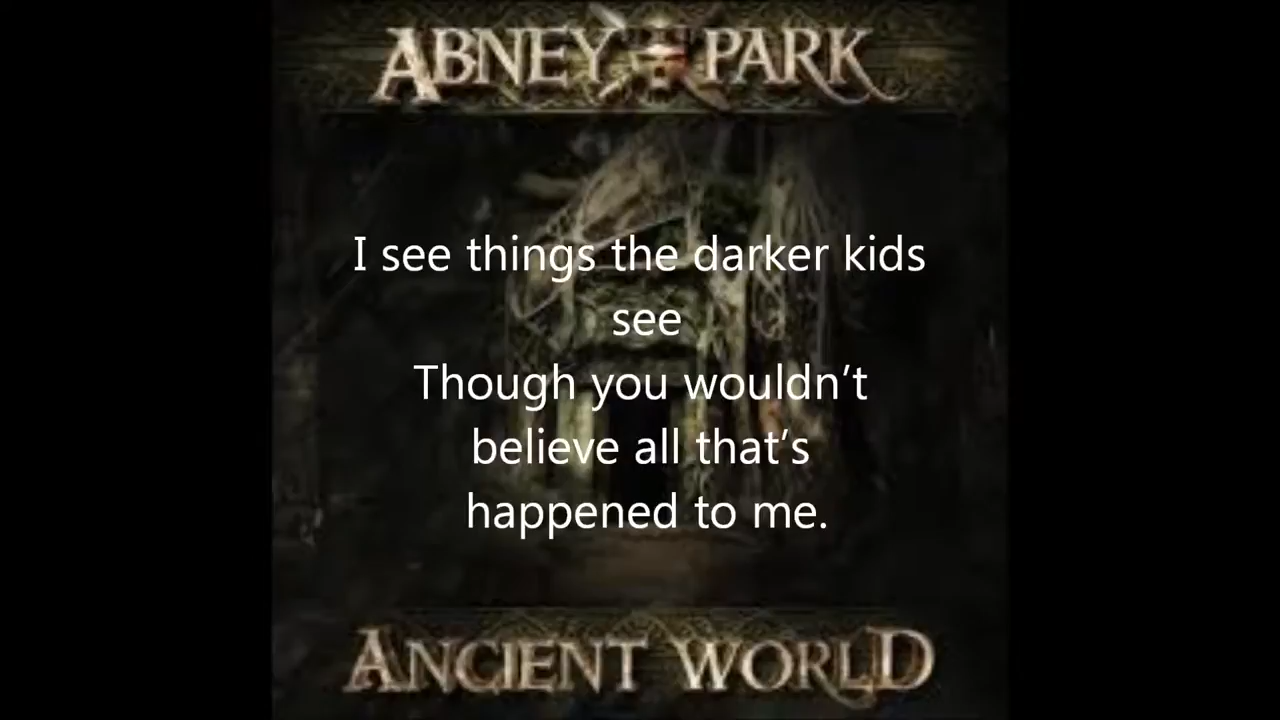 ABNEY PARK
I see things the darker kids
see
Though you wouldn’t
believe all that’s
happened to me.
ANCIENT WORLD